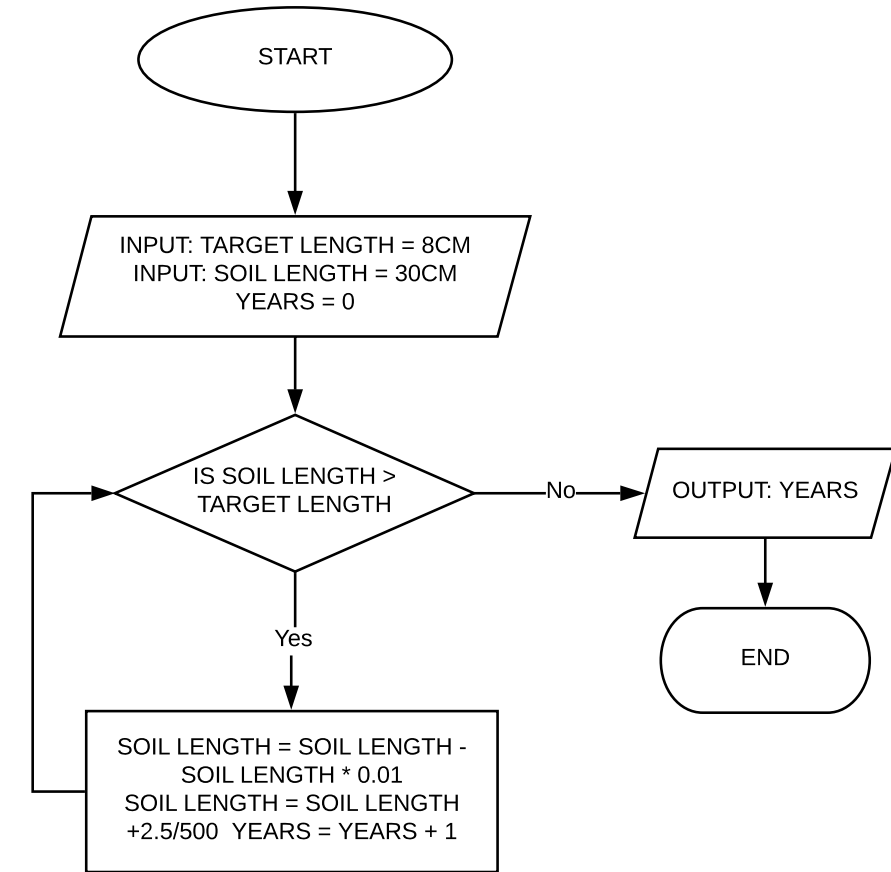 START
INPUT: TARGET LENGTH = 8CM
INPUT: SOIL LENGTH = 30CM
YEARS = 0
IS SOIL LENGTH >
TARGET LENGTH
No
OUTPUT: YEARS
Yes
END
SOIL LENGTH = SOIL LENGTH -
SOIL LENGTH * 0.01
SOIL LENGTH = SOIL LENGTH
+2.5/500  YEARS = YEARS + 1